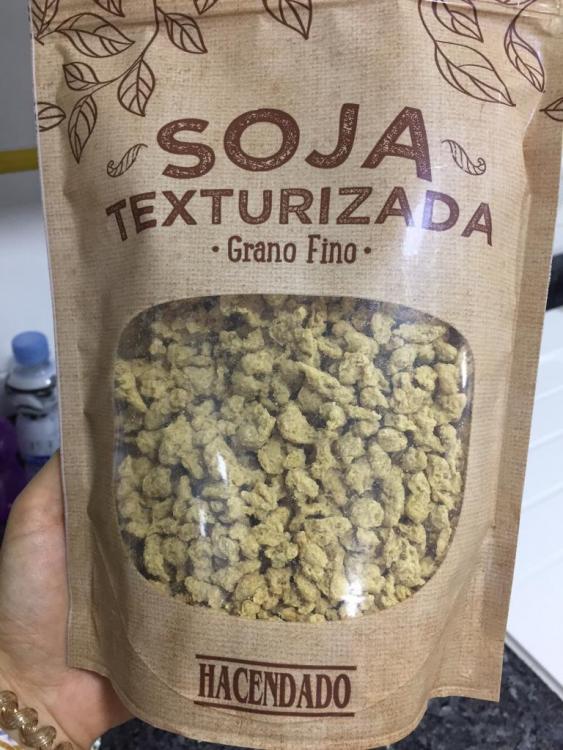 SOJA
TEXTURIZADA
• Grano Fino •
HACENDADO